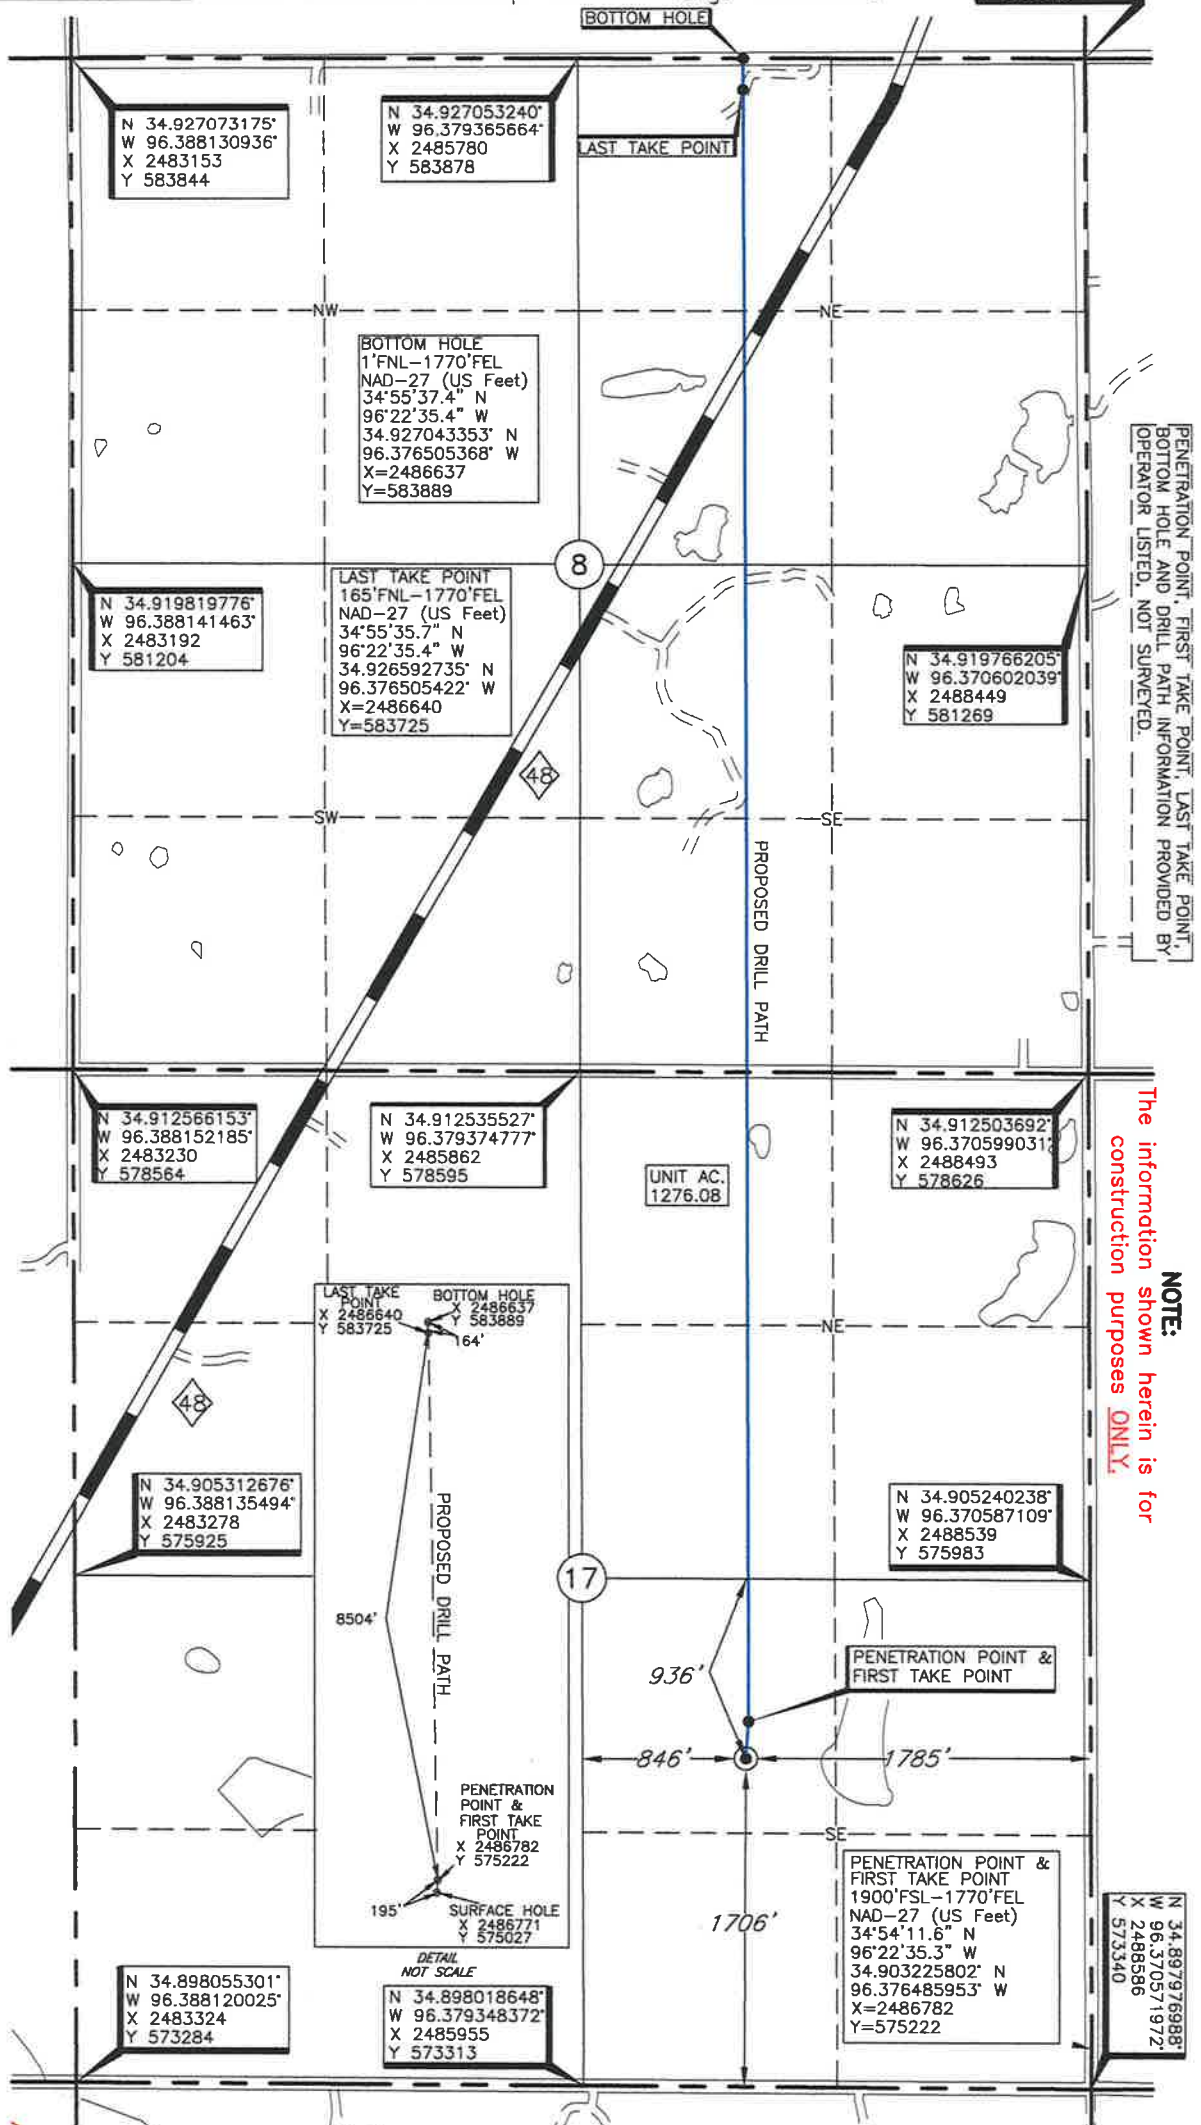 BOTTOM HOLE
N 34.927073175°
W 96.388130936°
X 2483153
Y 583844
N 34.927053240°
W 96.379365664°
X 2485780
Y 583878
LAST TAKE POINT
NW
NE
BOTTOM HOLE
1'FNL-1770'FEL
NAD-27 (US Feet)
34°55'37.4" N
96°22'35.4" W
34.927043353° N
96.376505368° W
X=2486637
Y=583889
PENETRATION POINT, FIRST TAKE POINT, LAST TAKE POINT,
BOTTOM HOLE AND DRILL PATH INFORMATION PROVIDED BY
OPERATOR LISTED, NOT SURVEYED.
8
N 34.919819776°
W 96.388141463°
X 2483192
Y 581204
LAST TAKE POINT
165'FNL-1770'FEL
NAD-27 (US Feet)
34°55'35.7" N
96°22'35.4" W
34.926592735° N
96.376505422° W
X=2486640
Y=583725
N 34.919766205°
W 96.370602039°
X 2488449
Y 581269
48
SW
SE
PROPOSED DRILL PATH
N 34.912566153°
W 96.388152185°
X 2483230
Y 578564
N 34.912535527°
W 96.379374777°
X 2485862
Y 578595
UNIT AC.
1276.08
N 34.912503692°
W 96.370599031°
X 2488493
Y 578626
NOTE:
The information shown herein is for
construction purposes ONLY.
LAST TAKE
POINT
X 2486640
Y 583725
BOTTOM HOLE
X 2486637
Y 583889
164'
NE
48
N 34.905312676°
W 96.388135494°
X 2483278
Y 575925
PROPOSED DRILL PATH
8504'
N 34.905240238°
W 96.370587109°
X 2488539
Y 575983
17
936'
PENETRATION POINT &
FIRST TAKE POINT
846'
1785'
PENETRATION
POINT &
FIRST TAKE
POINT
X 2486782
Y 575222
195'
SURFACE HOLE
X 2486771
Y 575027
DETAIL
NOT SCALE
SE
1706'
PENETRATION POINT &
FIRST TAKE POINT
1900'FSL-1770'FEL
NAD-27 (US Feet)
34°54'11.6" N
96°22'35.3" W
34.903225802° N
96.376485953° W
X=2486782
Y=575222
N 34.897976988°
W 96.370571972°
X 2488586
Y 573340
N 34.898055301°
W 96.388120025°
X 2483324
Y 573284
N 34.898018648°
W 96.379348372°
X 2485955
Y 573313